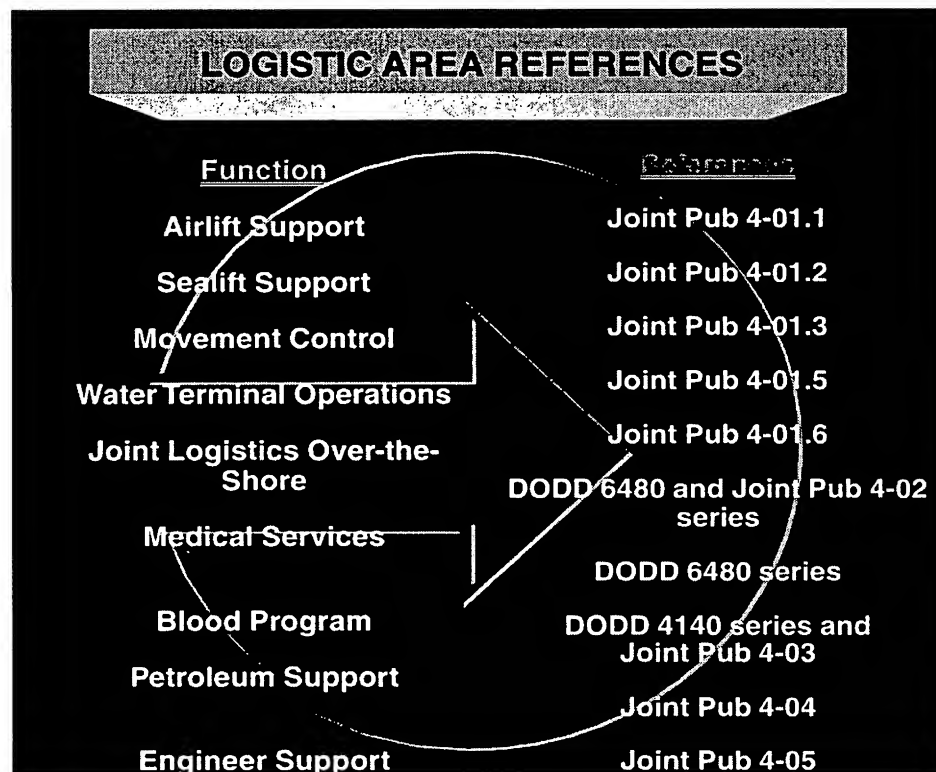 LOGISTIC AREA REFERENCES
Function
Airlift Support
Sealift Support
Movement Control
Water Terminal Operations
Joint Logistics Over-the-
Shore
Medical Services
Blood Program
Petroleum Support
Engineer Support
References
Joint Pub 4-01.1
Joint Pub 4-01.2
Joint Pub 4-01.3
Joint Pub 4-01.5
Joint Pub 4-01.6
DODD 6480 and Joint Pub 4-02
series
DODD 6480 series
DODD 4140 series and
Joint Pub 4-03
Joint Pub 4-04
Joint Pub 4-05